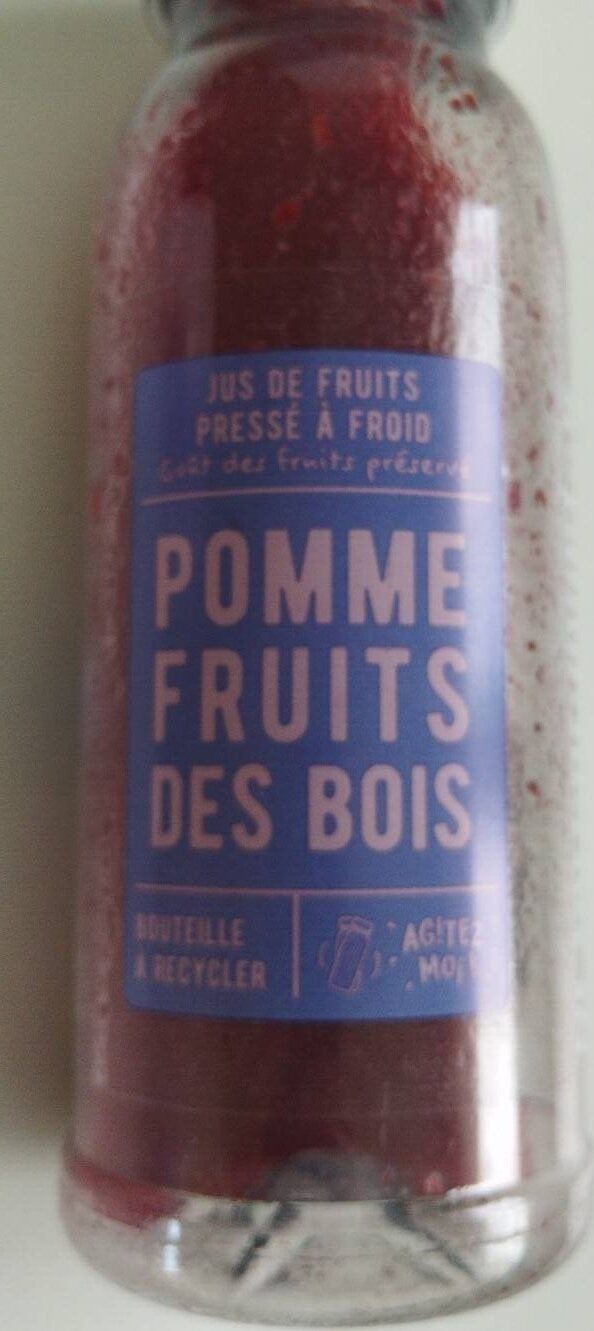 JUS DE FRUITS
PRESSÉ À FROID
Goût des fruits préservé
POMME
FRUITS
DES BOIS
BOUTEILLE
À RECYCLER
AGITEZ
MOI !